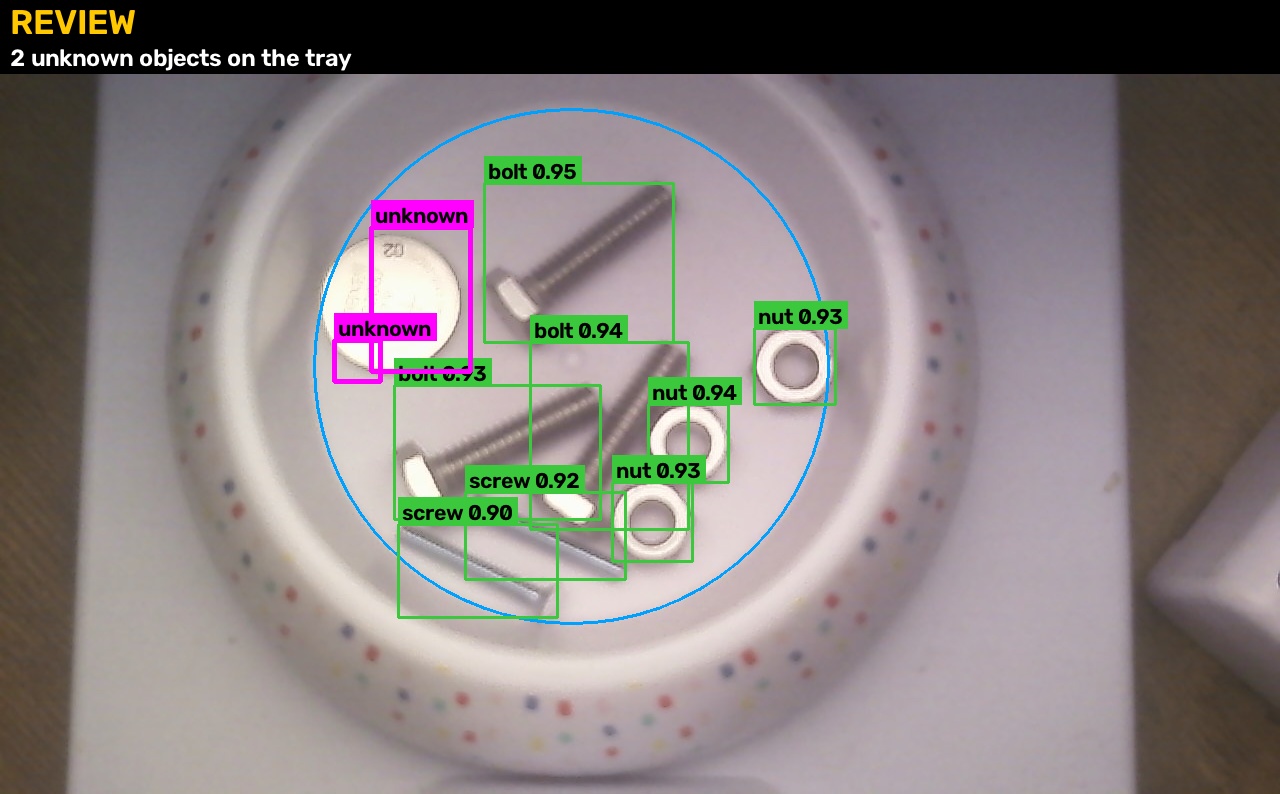 REVIEW
2 unknown objects on the tray
bolt 0.95
unknown
02
nut 0.93
unknown
bolt 0.94
bolt 0.93
nut 0.94
nut 0.93
screw 0.92
screw 0.90